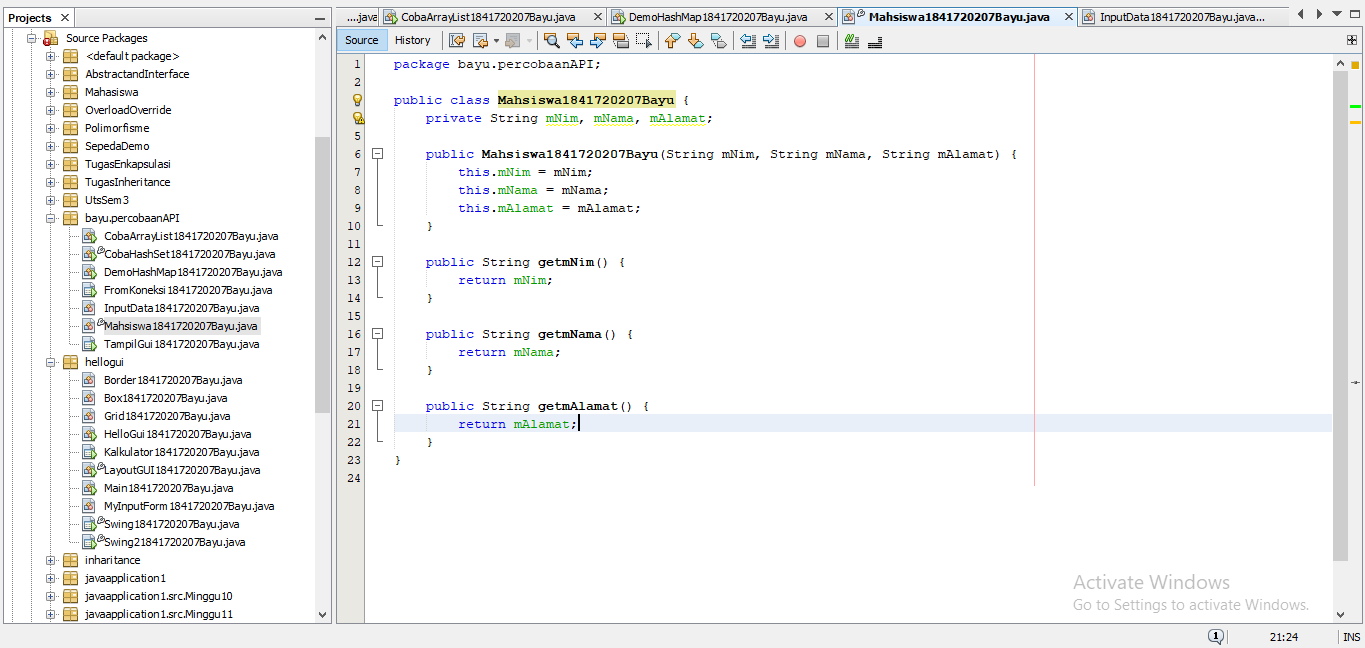 Projects
Source Packages
<default package>
AbstractandInterface
Mahasiswa
OverloadOverride
Polimorfisme
SepedaDemo
TugasEnkapsulasi
TugasInheritance
UtsSem3
bayu.percobaanAPI
CobaArrayList1841720207Bayu.java
CobaHashSet1841720207Bayu.java
DemoHashMap1841720207Bayu.java
FromKoneksi1841720207Bayu.java
InputData1841720207Bayu.java
Mahsiswa1841720207Bayu.java
TampilGui1841720207Bayu.java
hellogui
Border1841720207Bayu.java
Box1841720207Bayu.java
Grid1841720207Bayu.java
HelloGui1841720207Bayu.java
Kalkulator1841720207Bayu.java
LayoutGUI1841720207Bayu.java
Main1841720207Bayu.java
MyInputForm1841720207Bayu.java
Swing1841720207Bayu.java
Swing21841720207Bayu.java
inharitance
javaapplication1
javaapplication1.src.Minggu10
javaapplication1.src.Minggu11
....java CobaArrayList1841720207Bayu.java DemoHashMap1841720207Bayu.java Mahsiswa1841720207Bayu.java InputData1841720207Bayu.java...
Source History
1 package bayu.percobaanAPI;
2
public class Mahsiswa1841720207Bayu {
private String mNim, mNama, mAlamat;
5
6 public Mahsiswa1841720207Bayu(String mNim, String mNama, String mAlamat) {
7 this.mNim = mNim;
8 this.mNama = mNama;
9 this.mAlamat = mAlamat;
10 }
11
12 public String getmNim() {
13 return mNim;
14 }
15
16 public String getmNama() {
17 return mNama;
18 }
19
20 public String getmAlamat() {
21 return mAlamat;
22 }
23 }
24
Activate Windows
Go to Settings to activate Windows.
1 21:24 INS